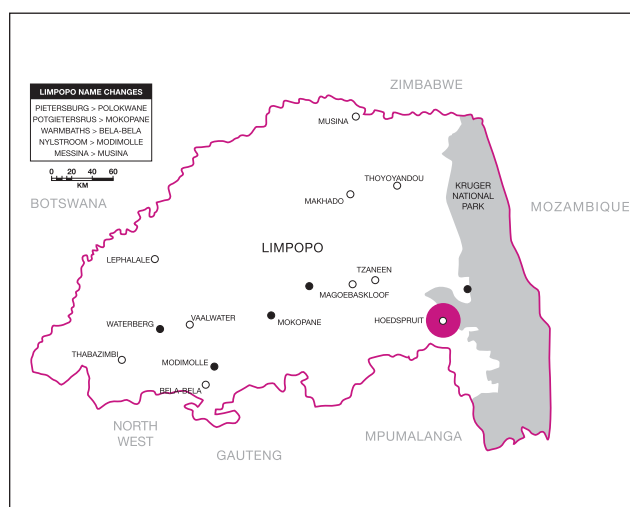 ZIMBABWE
LIMPOPO NAME CHANGES
PIETERSBURG > POLOKWANE
POTGIETERSRUS > MOKOPANE
WARMBATHS > BELA-BELA
NYLSTROOM > MODIMOLLE
MESSINA > MUSINA
0 20 40 60
KM
MUSINA
THOYOYANDOU
MAKHADO
KRUGER
NATIONAL
PARK
BOTSWANA
MOZAMBIQUE
LIMPOPO
LEPHALALE
TZANEEN
MAGOEBASKLOOF
HOEDSPRUIT
VAALWATER
WATERBERG
MOKOPANE
THABAZIMBI
MODIMOLLE
BELA-BELA
NORTH
WEST
GAUTENG
MPUMALANGA